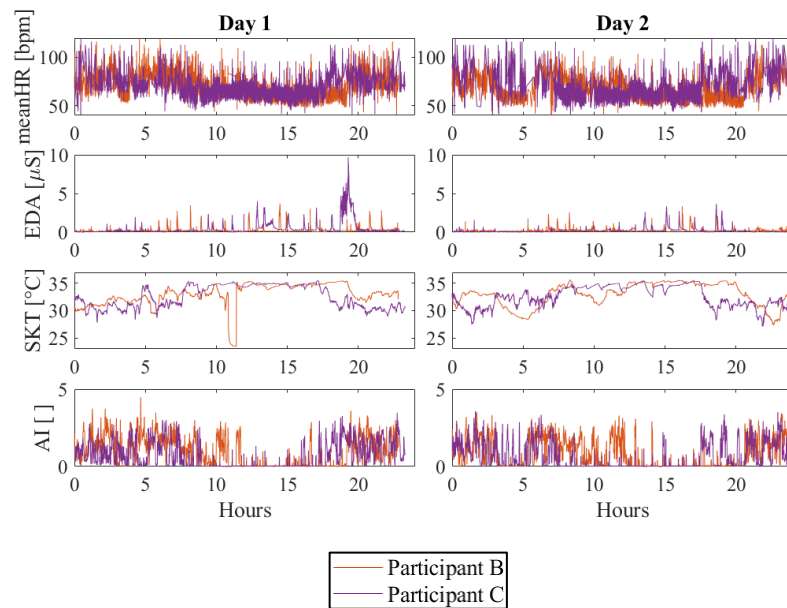 Day 1
Day 2
meanHR [bpm]
100
50
0 5 10 15 20
100
50
0 5 10 15 20
EDA [μS]
10
5
0
0 5 10 15 20
10
5
0
0 5 10 15 20
SKT [°C]
35
30
25
0 5 10 15 20
35
30
25
0 5 10 15 20
AI [ ]
5
0
0 5 10 15 20
5
0
0 5 10 15 20
Hours
Hours
Participant B
Participant C